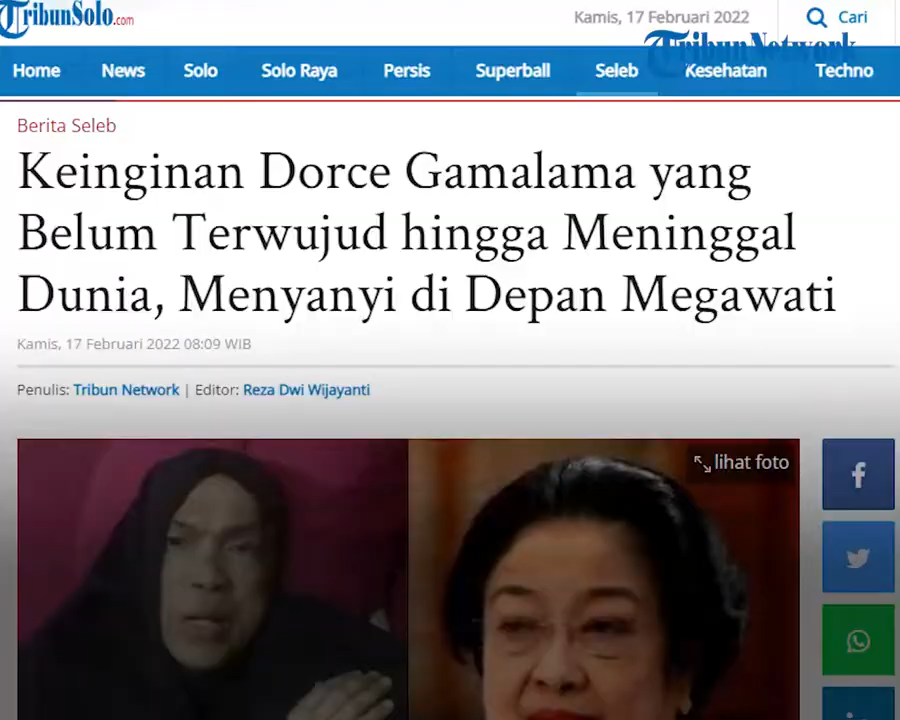 TribunSolo.com
Kamis, 17 Februari 2022
Cari
TribunNetwork
Home News Solo Solo Raya Persis Superball Seleb Kesehatan Techno
Berita Seleb
Keinginan Dorce Gamalama yang
Belum Terwujud hingga Meninggal
Dunia, Menyanyi di Depan Megawati
Kamis, 17 Februari 2022 08:09 WIB
Penulis: Tribun Network | Editor: Reza Dwi Wijayanti
lihat foto